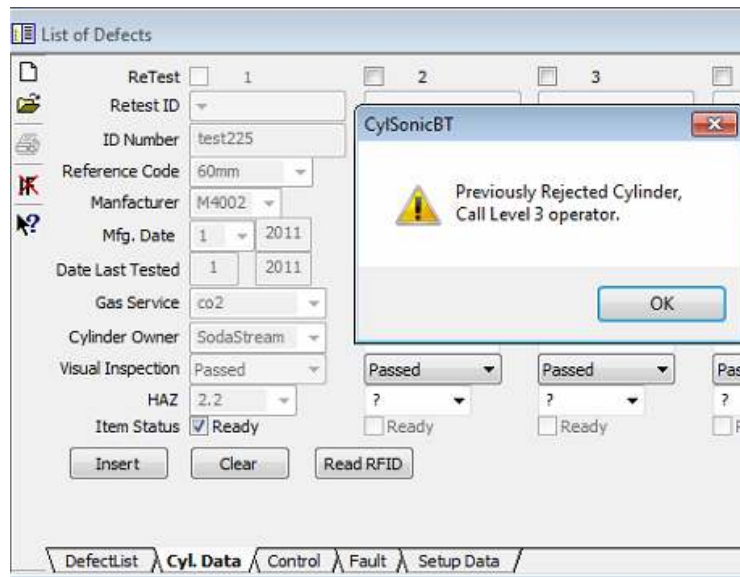 List of Defects
ReTest 1 2 3
Retest ID
CylSonicBT
ID Number test225
Previously Rejected Cylinder,
Call Level 3 operator.
Reference Code 60mm
Manfacturer M4002
Mfg. Date 1 2011
Date Last Tested 1 2011
Gas Service co2
OK
Cylinder Owner SodaStream
Visual Inspection Passed Passed Passed Pas
HAZ 2.2 ? ? ?
Item Status Ready Ready Ready
Insert Clear Read RFID
DefectList Cyl. Data Control Fault Setup Data